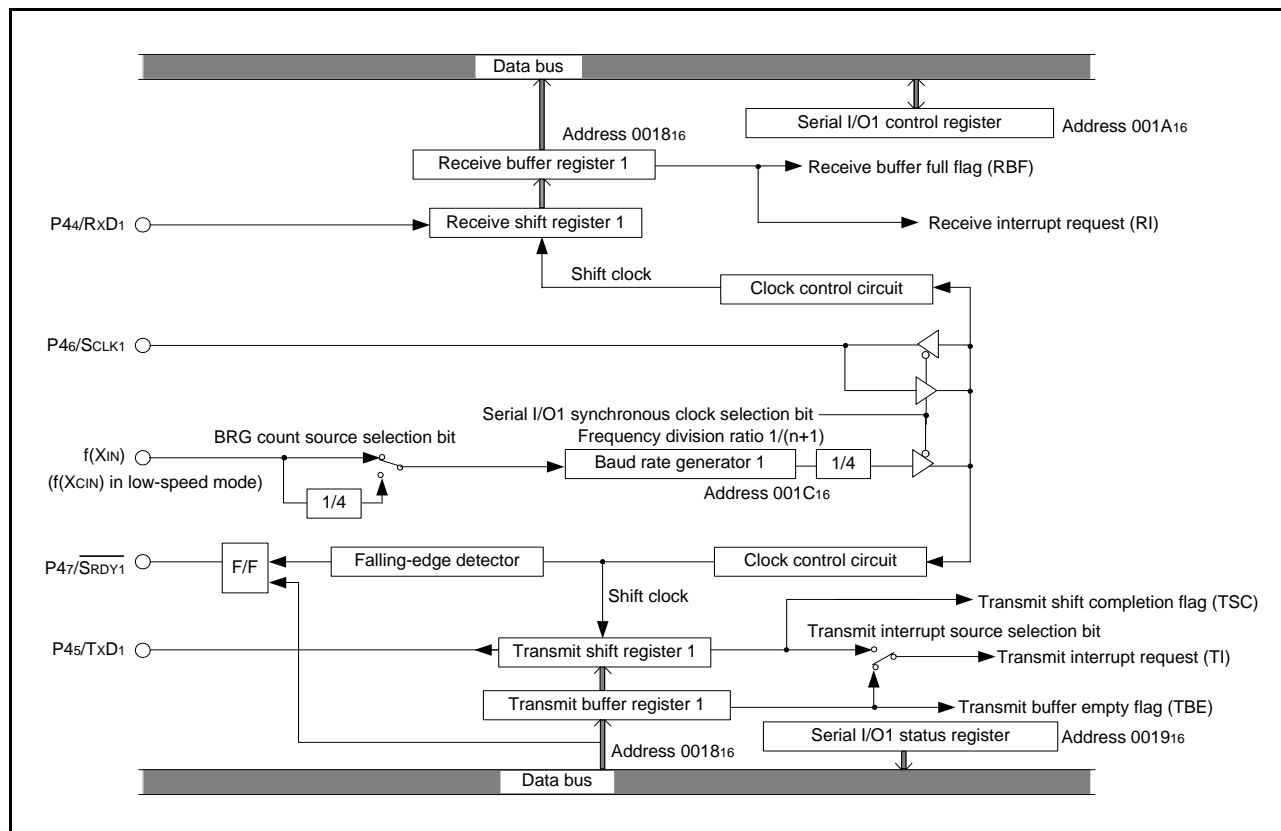 Data bus
Serial I/O1 control register
Address 001A16
Address 001816
Receive buffer register 1
Receive buffer full flag (RBF)
P44/RXD1
Receive shift register 1
Receive interrupt request (RI)
Shift clock
Clock control circuit
P46/SCLK1
Serial I/O1 synchronous clock selection bit
BRG count source selection bit
Frequency division ratio 1/(n+1)
f(XIN)
Baud rate generator 1
1/4
(f(XCIN) in low-speed mode)
1/4
Address 001C16
P47/SRDY1
F/F
Falling-edge detector
Clock control circuit
Shift clock
Transmit shift completion flag (TSC)
Transmit interrupt source selection bit
P45/TXD1
Transmit shift register 1
Transmit interrupt request (TI)
Transmit buffer register 1
Transmit buffer empty flag (TBE)
Address 001816
Serial I/O1 status register
Address 001916
Data bus